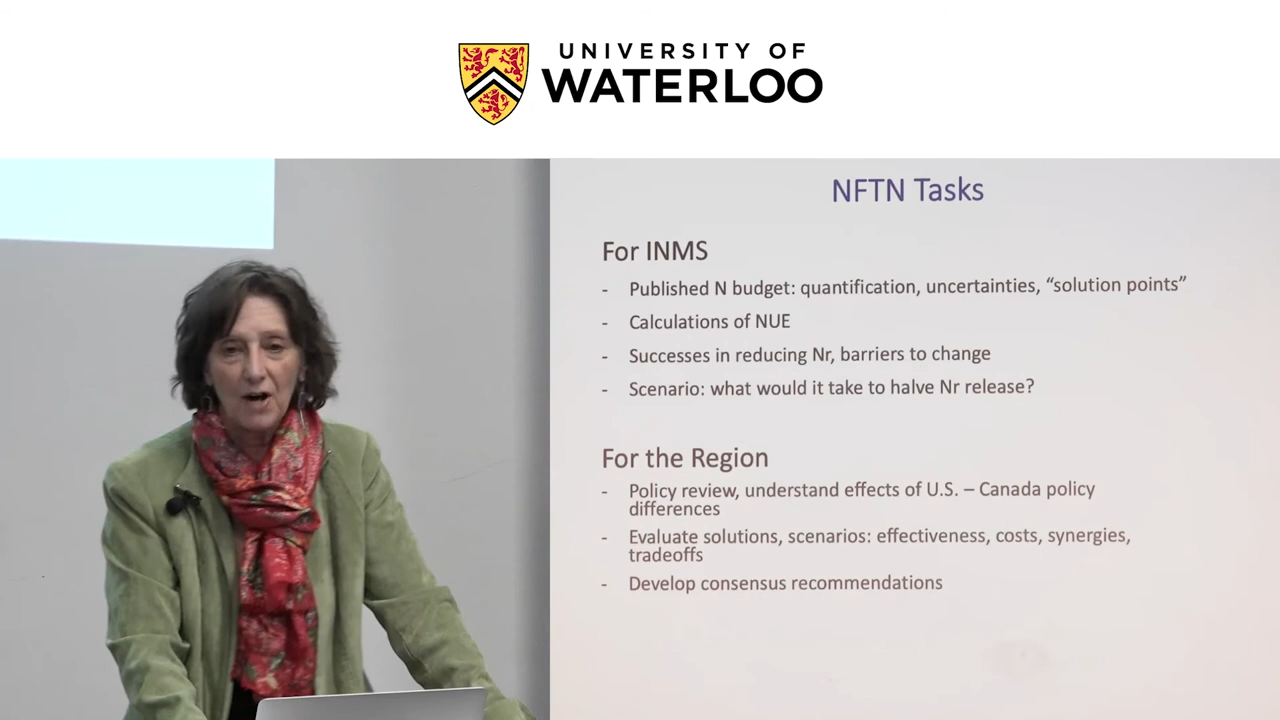 UNIVERSITY OF
WATERLOO
NFTN Tasks
For INMS
- Published N budget: quantification, uncertainties, “solution points”
- Calculations of NUE
- Successes in reducing Nr, barriers to change
- Scenario: what would it take to halve Nr release?
For the Region
- Policy review, understand effects of U.S. – Canada policy
differences
- Evaluate solutions, scenarios: effectiveness, costs, synergies,
tradeoffs
- Develop consensus recommendations